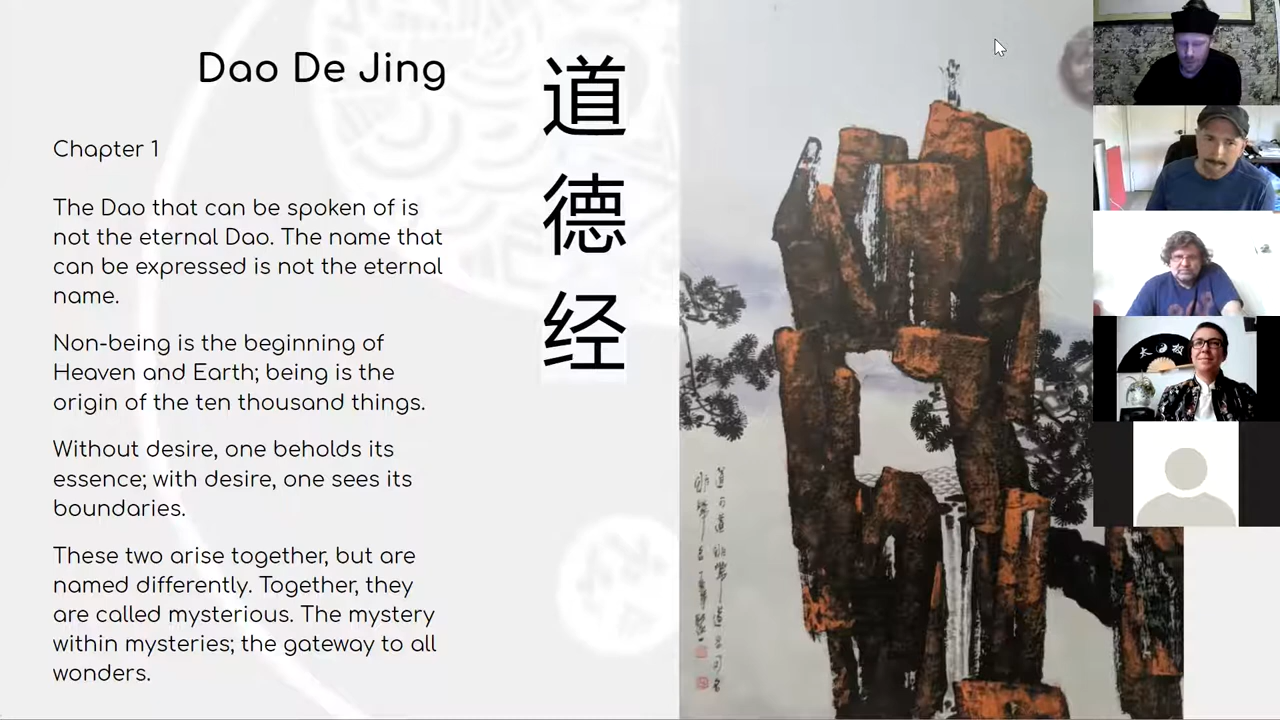 Dao De Jing
道
德
经
Chapter 1
The Dao that can be spoken of is
not the eternal Dao. The name that
can be expressed is not the eternal
name.
Non-being is the beginning of
Heaven and Earth; being is the
origin of the ten thousand things.
Without desire, one beholds its
essence; with desire, one sees its
boundaries.
These two arise together, but are
named differently. Together, they
are called mysterious. The mystery
within mysteries; the gateway to all
wonders.
太极